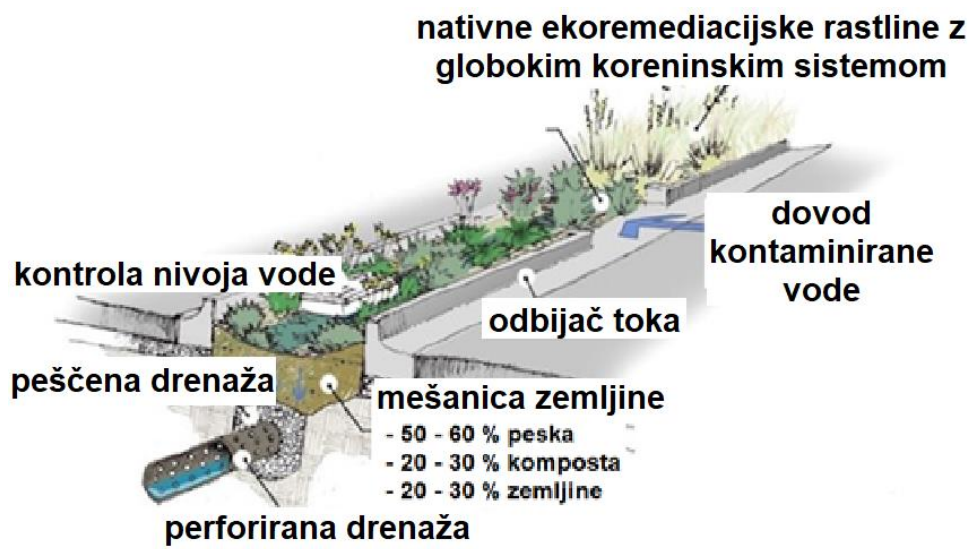 nativne ekoremediacijske rastline z
globokim koreninskim sistemom
dovod
kontaminirane
vode
kontrola nivoja vode
odbijač toka
peščena drenaža
mešanica zemljine
- 50 - 60 % peska
- 20 - 30 % komposta
- 20 - 30 % zemljine
perforirana drenaža